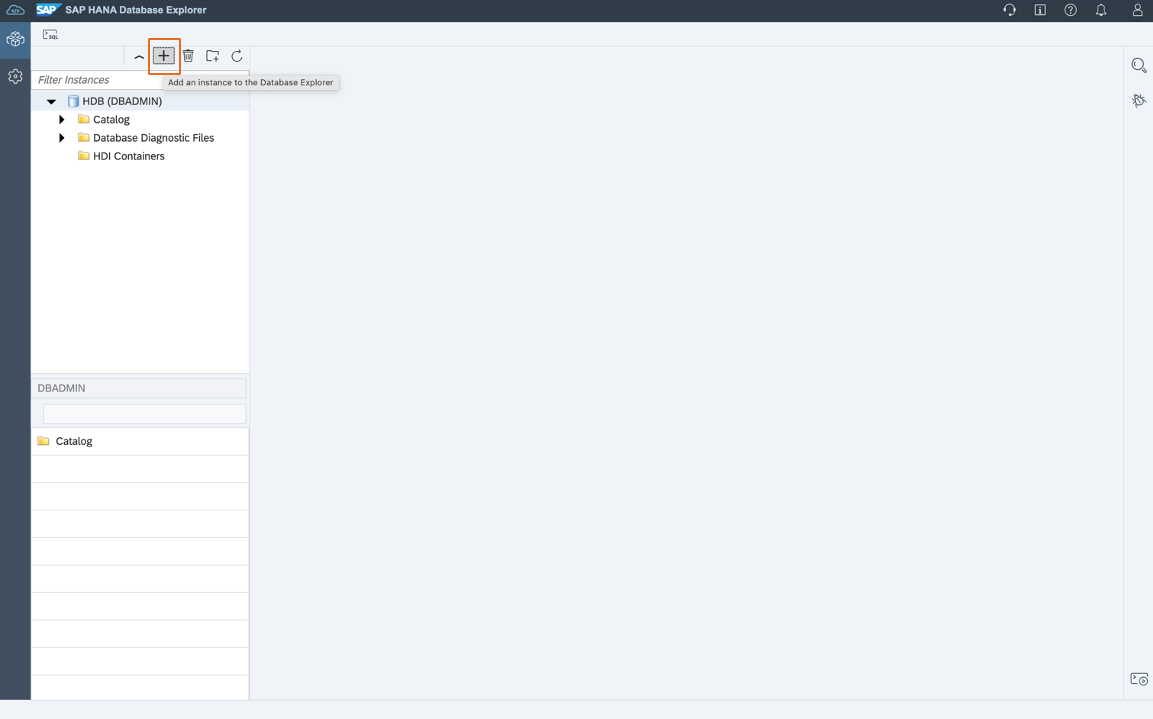 SAP SAP HANA Database Explorer
SQL
Filter Instances
Add an instance to the Database Explorer
HDB (DBADMIN)
Catalog
Database Diagnostic Files
HDI Containers
DBADMIN
Catalog